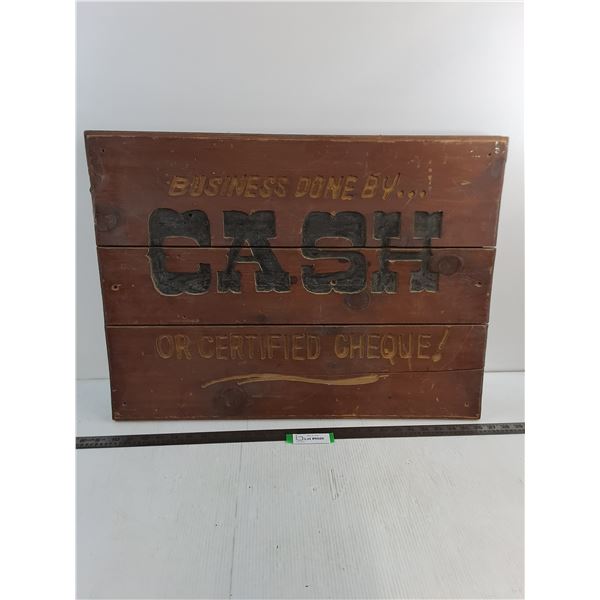 BUSINESS DONE BY...
CASH
OR CERTIFIED CHEQUE!